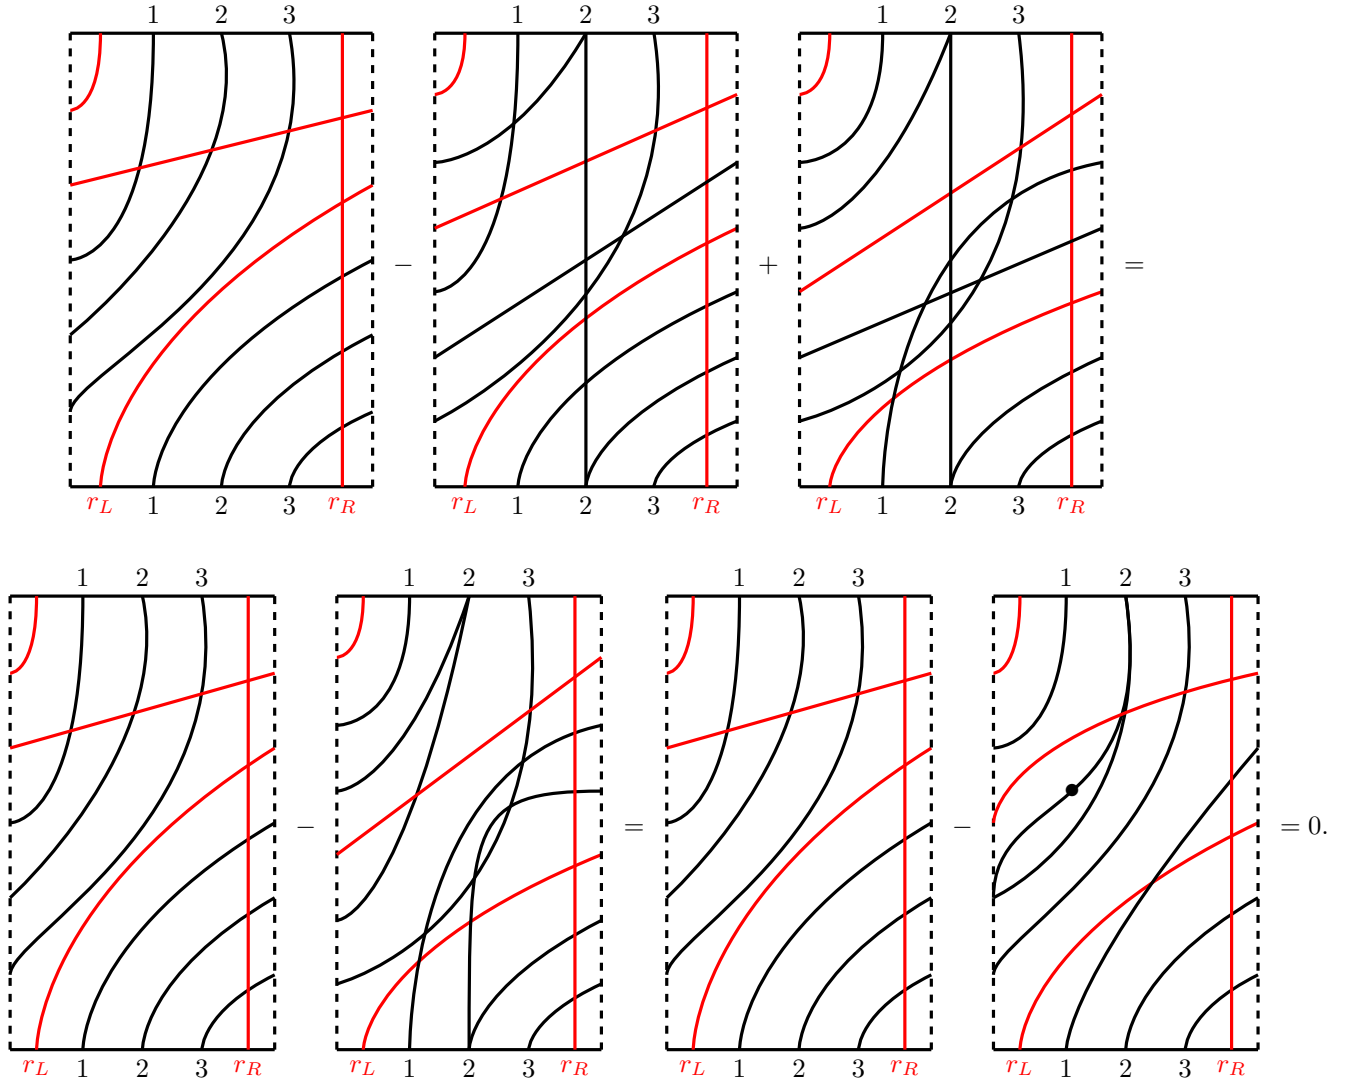 1 2 3 1 2 3 1 2 3
− + =
r_L 1 2 3 r_R r_L 1 2 3 r_R r_L 1 2 3 r_R
1 2 3 1 2 3 1 2 3 1 2 3
− = − = 0.
r_L 1 2 3 r_R r_L 1 2 3 r_R r_L 1 2 3 r_R r_L 1 2 3 r_R